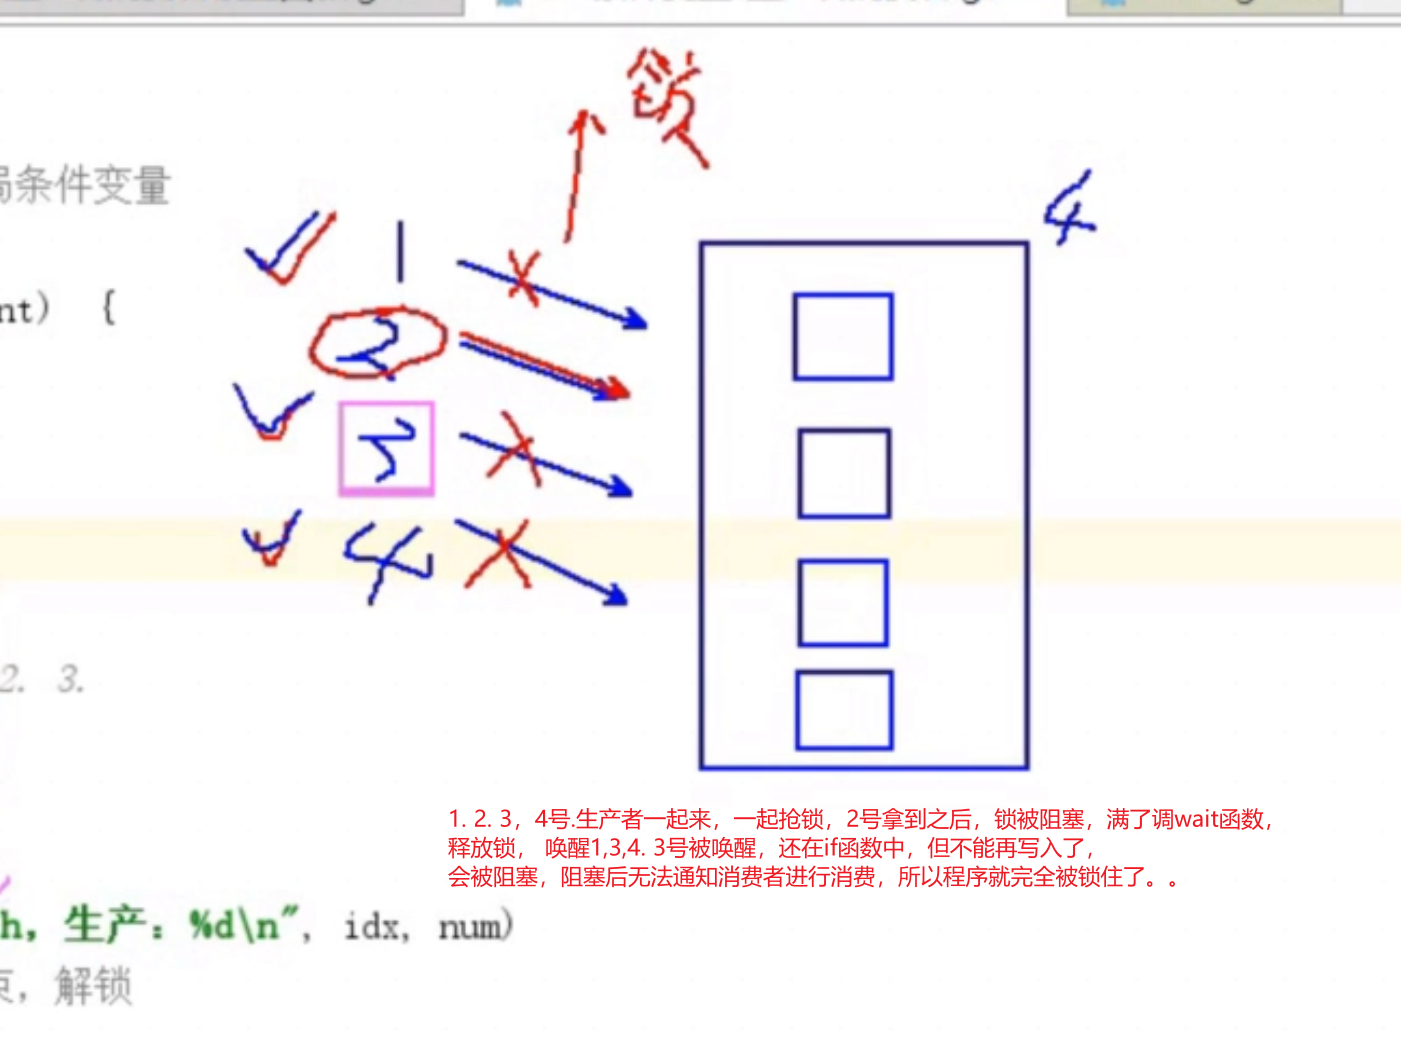 锁
局条件变量
4
1
nt) {
2
3
4
2. 3.
1. 2. 3，4号.生产者一起来，一起抢锁，2号拿到之后，锁被阻塞，满了调wait函数，
释放锁， 唤醒1,3,4. 3号被唤醒，还在if函数中，但不能再写入了，
会被阻塞，阻塞后无法通知消费者进行消费，所以程序就完全被锁住了。。
h，生产：%d\n", idx, num)
束，解锁